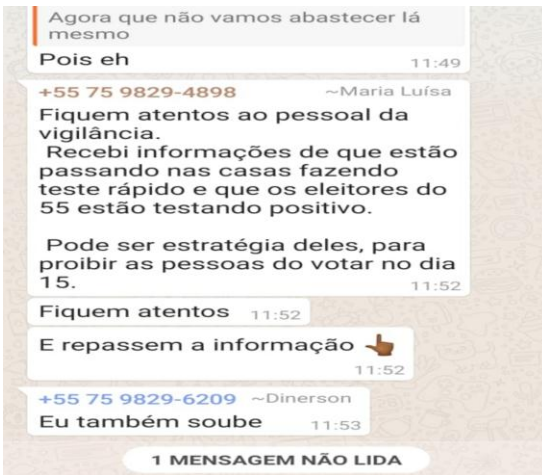 Agora que não vamos abastecer lá
mesmo
Pois eh
11:49
+55 75 9829-4898 ~Maria Luísa
Fiquem atentos ao pessoal da
vigilância.
Recebi informações de que estão
passando nas casas fazendo
teste rápido e que os eleitores do
55 estão testando positivo.
Pode ser estratégia deles, para
proibir as pessoas do votar no dia
15.
11:52
Fiquem atentos 11:52
E repassem a informação 👆🏾
11:52
+55 75 9829-6209 ~Dinerson
Eu também soube 11:53
1 MENSAGEM NÃO LIDA